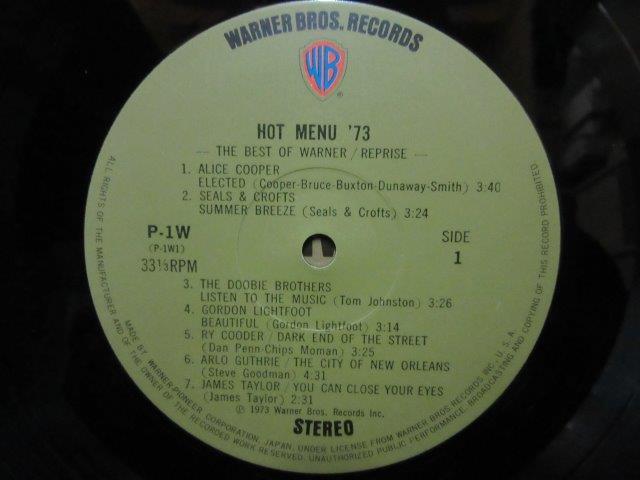 WARNER BROS. RECORDS
WB
®
HOT MENU '73
— THE BEST OF WARNER / REPRISE —
1. ALICE COOPER
ELECTED (Cooper-Bruce-Buxton-Dunaway-Smith) 3:40
2. SEALS & CROFTS
SUMMER BREEZE (Seals & Crofts) 3:24
P-1W
(P-1W1)
33⅓RPM
SIDE
1
3. THE DOOBIE BROTHERS
LISTEN TO THE MUSIC (Tom Johnston) 3:26
4. GORDON LIGHTFOOT
BEAUTIFUL (Gordon Lightfoot) 3:14
5. RY COODER / DARK END OF THE STREET
(Dan Penn-Chips Moman) 3:25
6. ARLO GUTHRIE / THE CITY OF NEW ORLEANS
(Steve Goodman) 4:31
7. JAMES TAYLOR / YOU CAN CLOSE YOUR EYES
(James Taylor) 2:31
℗ 1973 Warner Bros. Records Inc.
STEREO
MADE BY WARNER-PIONEER CORPORATION, JAPAN, UNDER LICENSE FROM WARNER BROS RECORDS INC., U.S.A.
ALL RIGHTS OF THE MANUFACTURER AND OF THE OWNER OF THE RECORDED WORK RESERVED. UNAUTHORIZED PUBLIC PERFORMANCE, BROADCASTING AND COPYING OF THIS RECORD PROHIBITED.